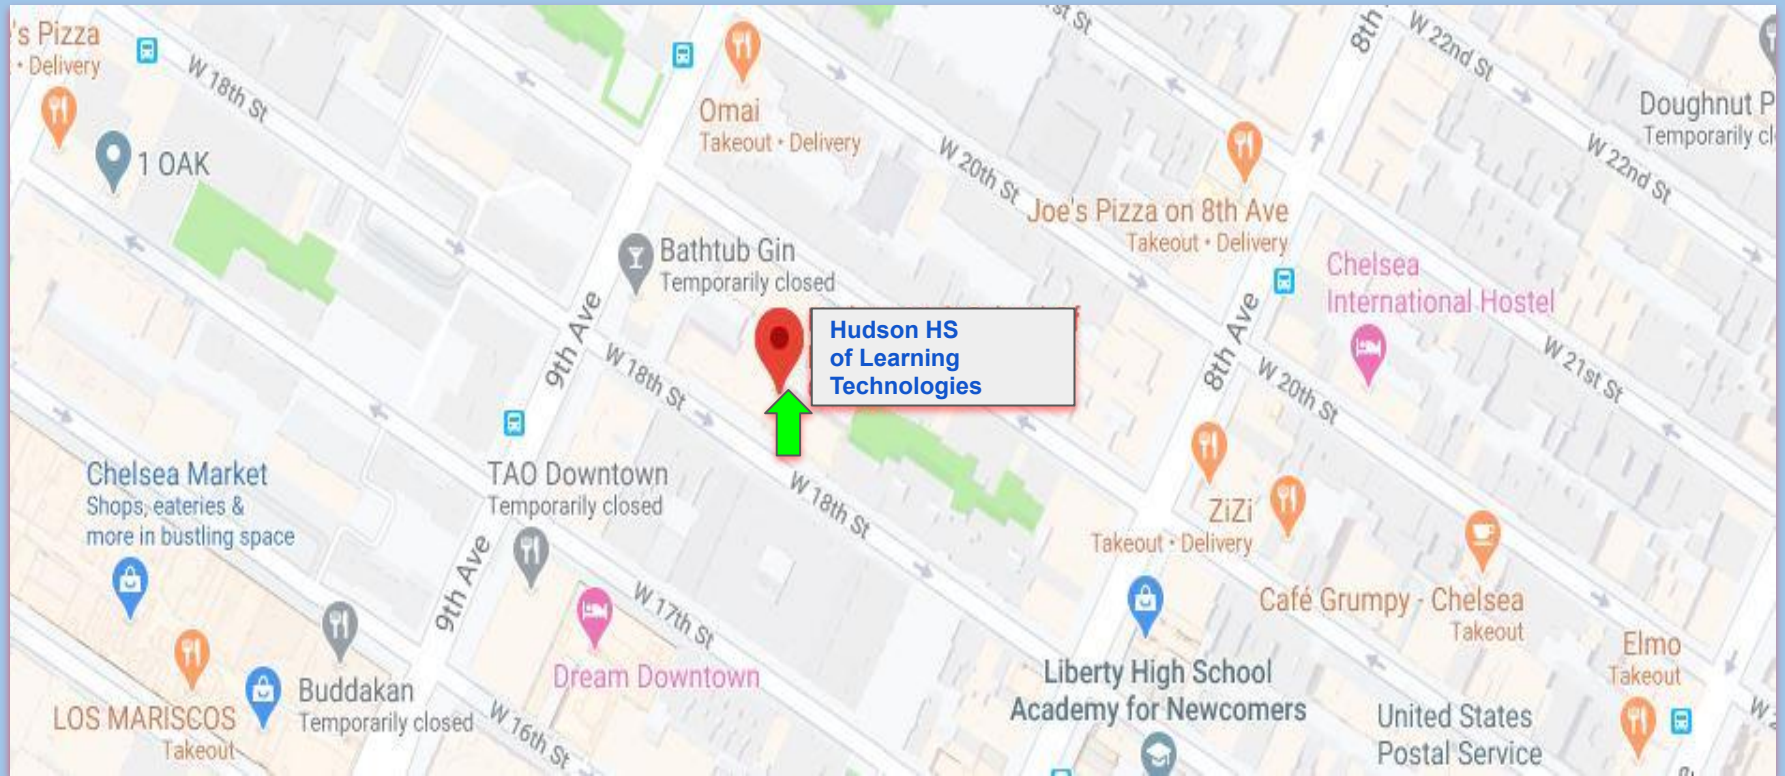 's Pizza
• Delivery
W 18th St
1 OAK
Omai
Takeout • Delivery
st St
8th
W 22nd St
Doughnut P
Temporarily cl
W 22nd St
W 20th St
Joe's Pizza on 8th Ave
Takeout • Delivery
Bathtub Gin
Temporarily closed
Chelsea
International Hostel
9th Ave
W 18th St
Hudson HS
of Learning
Technologies
8th Ave
W 20th St
W 21st St
Chelsea Market
Shops, eateries &
more in bustling space
TAO Downtown
Temporarily closed
W 18th St
ZiZi
Takeout • Delivery
9th Ave
W 17th St
Café Grumpy - Chelsea
Takeout
Elmo
Takeout
Dream Downtown
Liberty High School
Academy for Newcomers
LOS MARISCOS
Takeout
Buddakan
Temporarily closed
W 16th St
United States
Postal Service